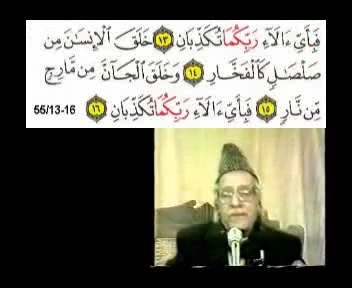 فَبِأَيِّ ءَالَآءِ رَبِّكُمَا تُكَذِّبَانِ ١٣ خَلَقَ ٱلْإِنسَـٰنَ مِن
صَلْصَـٰلٍ كَٱلْفَخَّارِ ١٤ وَخَلَقَ ٱلْجَآنَّ مِن مَّارِجٍ
مِّن نَّارٍ ١٥ فَبِأَيِّ ءَالَآءِ رَبِّكُمَا تُكَذِّبَانِ ١٦ 55/13-16